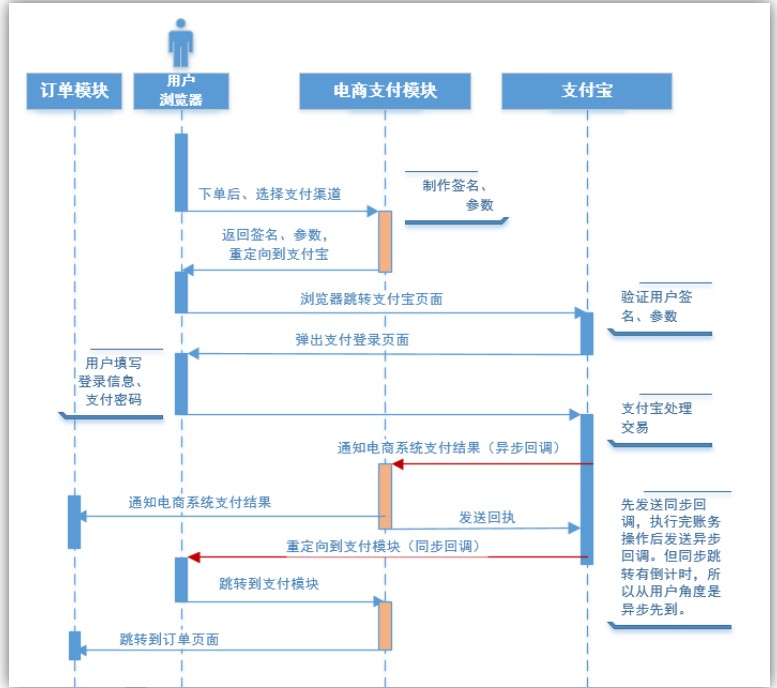 订单模块
用户
浏览器
电商支付模块
支付宝
下单后、选择支付渠道
制作签名、
参数
返回签名、参数，
重定向到支付宝
浏览器跳转支付宝页面
验证用户签
名、参数
弹出支付登录页面
用户填写
登录信息、
支付密码
支付宝处理
交易
通知电商系统支付结果（异步回调）
通知电商系统支付结果
发送回执
先发送同步回
调，执行完账务
操作后发送异步
回调。但同步跳
转有倒计时，所
以从用户角度是
异步先到。
重定向到支付模块（同步回调）
跳转到支付模块
跳转到订单页面